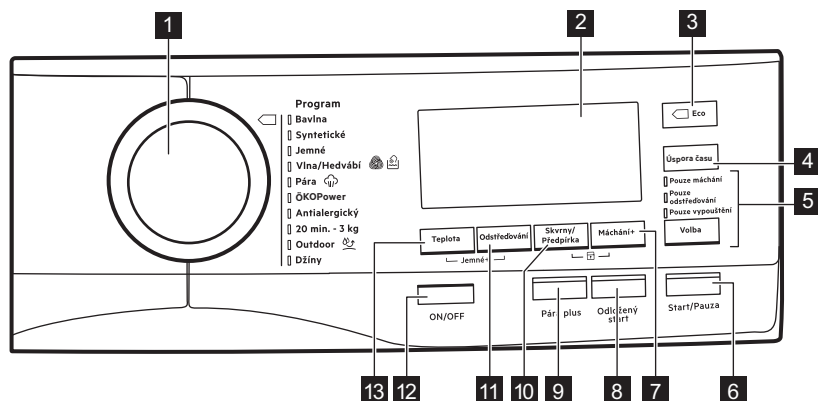 1
2
3
Program
Bavlna
Syntetické
Jemné
Vlna/Hedvábí
Pára
ÖKOPower
Antialergický
20 min. - 3 kg
Outdoor
Džíny
Eco
Úspora času
4
Pouze máchání
Pouze
odstřeďování
Pouze vypouštění
5
Volba
Teplota
Odstřeďování
Skvrny/
Předpírka
Máchání+
Jemné+
ON/OFF
Pára plus
Odložený
start
Start/Pauza
13
12
11
10
9
8
7
6